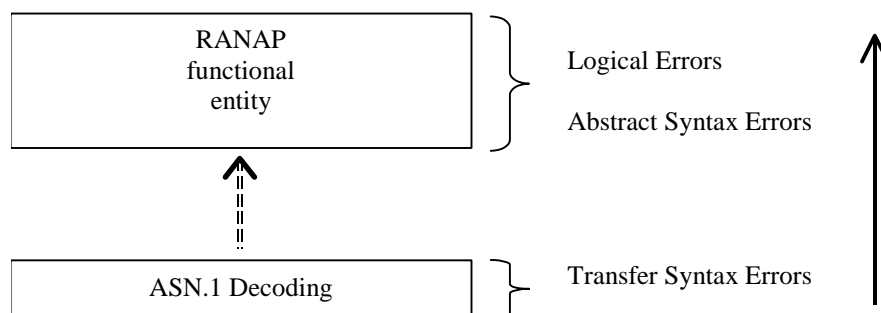 RANAP
functional
entity
Logical Errors
Abstract Syntax Errors
ASN.1 Decoding
Transfer Syntax Errors